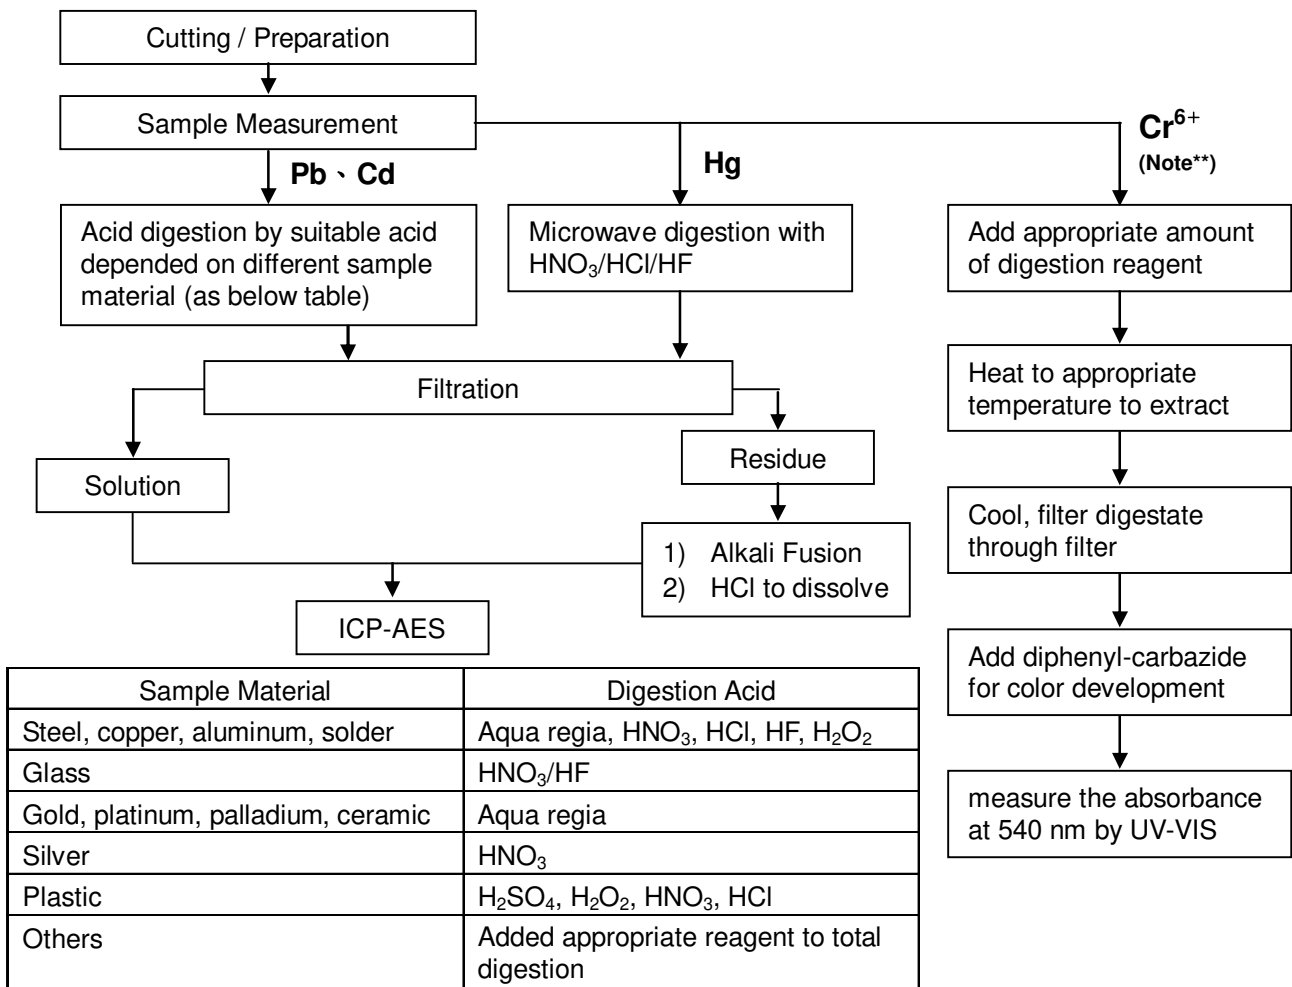 Cutting / Preparation
Sample Measurement
Pb、Cd
Hg
Cr⁶⁺
(Note**)
Acid digestion by suitable acid
depended on different sample
material (as below table)
Microwave digestion with
HNO₃/HCl/HF
Add appropriate amount
of digestion reagent
Filtration
Heat to appropriate
temperature to extract
Solution
Residue
1) Alkali Fusion
2) HCl to dissolve
Cool, filter digestate
through filter
ICP-AES
Add diphenyl-carbazide
for color development
measure the absorbance
at 540 nm by UV-VIS
Sample Material Digestion Acid
Steel, copper, aluminum, solder Aqua regia, HNO₃, HCl, HF, H₂O₂
Glass HNO₃/HF
Gold, platinum, palladium, ceramic Aqua regia
Silver HNO₃
Plastic H₂SO₄, H₂O₂, HNO₃, HCl
Others Added appropriate reagent to total
digestion